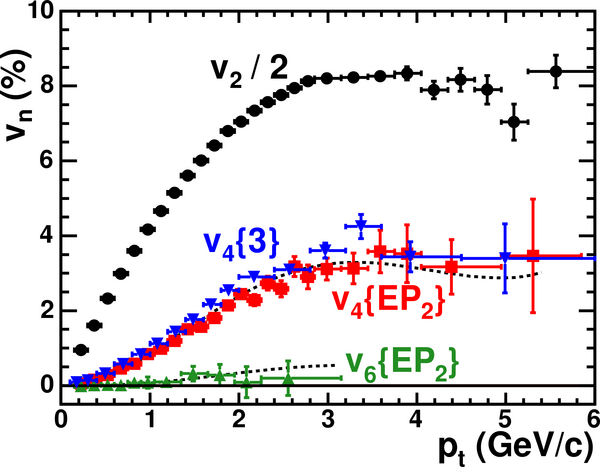 10
8
6
4
2
0
v_n (%)
v_2 / 2
v_4{3}
v_4{EP_2}
v_6{EP_2}
0 1 2 3 4 5 6
p_t (GeV/c)